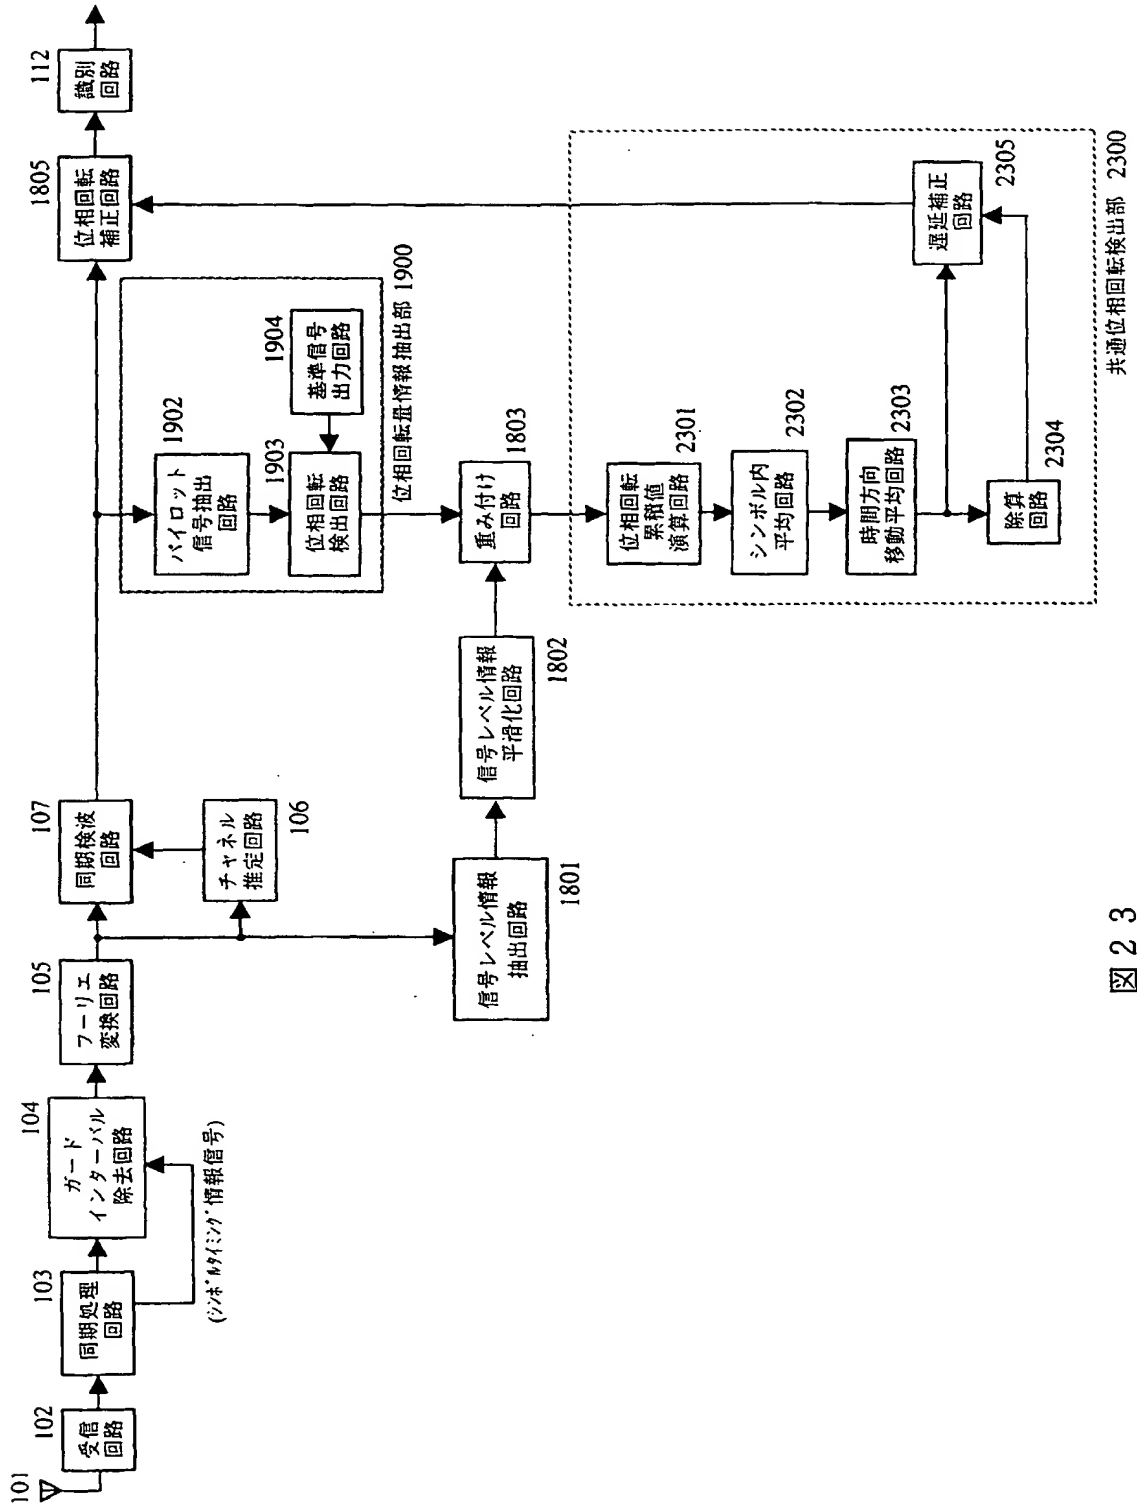 101
102
受信
回路
103
同期処理
回路
(シンボルタイミング情報信号)
104
ガード
インターバル
除去回路
105
フーリエ
変換回路
107
同期検波
回路
106
チャネル
推定回路
1801
信号レベル情報
抽出回路
1802
信号レベル情報
平滑化回路
1803
重み付け
回路
1902
パイロット
信号抽出
回路
1903
位相回転
検出回路
1904
基準信号
出力回路
位相回転量情報抽出部 1900
1805
位相回転
補正回路
112
識別
回路
2301
位相回転
累積値
演算回路
2302
シンボル内
平均回路
2303
時間方向
移動平均回路
2304
除算
回路
2305
遅延補正
回路
共通位相回転検出部 2300
図23